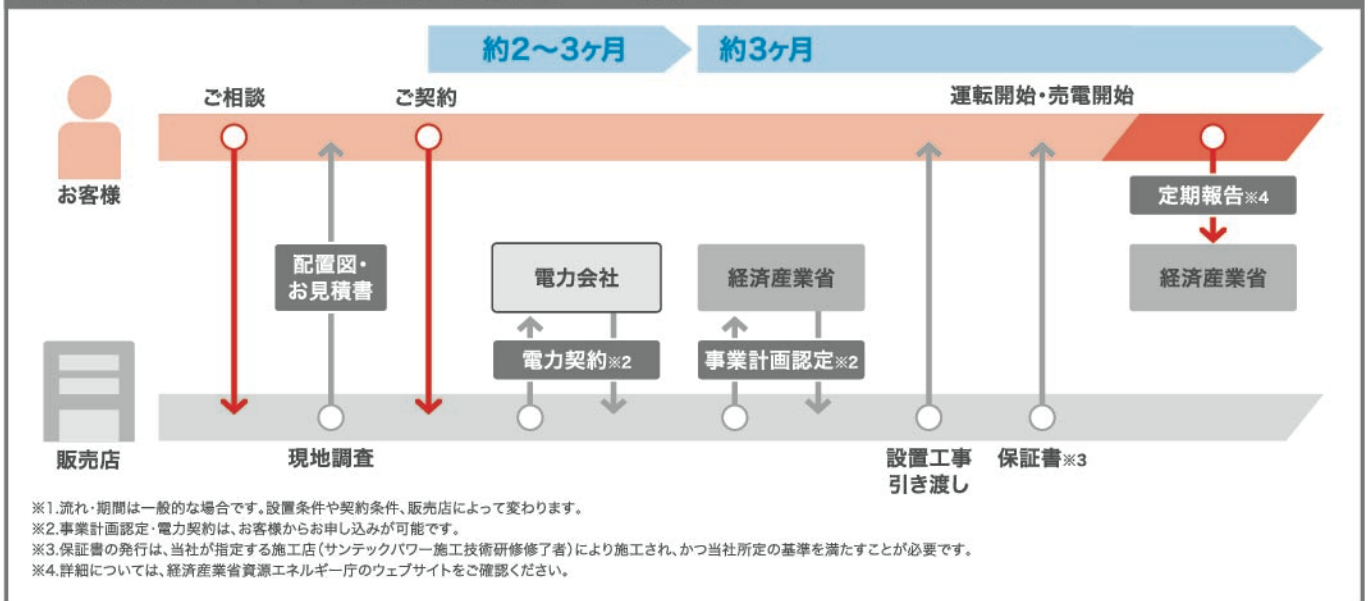 約2〜3ヶ月
約3ヶ月
ご相談
ご契約
運転開始・売電開始
お客様
定期報告※4
配置図・
お見積書
電力会社
経済産業省
経済産業省
電力契約※2
事業計画認定※2
販売店
現地調査
設置工事
引き渡し
保証書※3
※1.流れ・期間は一般的な場合です。設置条件や契約条件、販売店によって変わります。
※2.事業計画認定・電力契約は、お客様からお申し込みが可能です。
※3.保証書の発行は、当社が指定する施工店(サンテックパワー施工技術研修修了者)により施工され、かつ当社所定の基準を満たすことが必要です。
※4.詳細については、経済産業省資源エネルギー庁のウェブサイトをご確認ください。